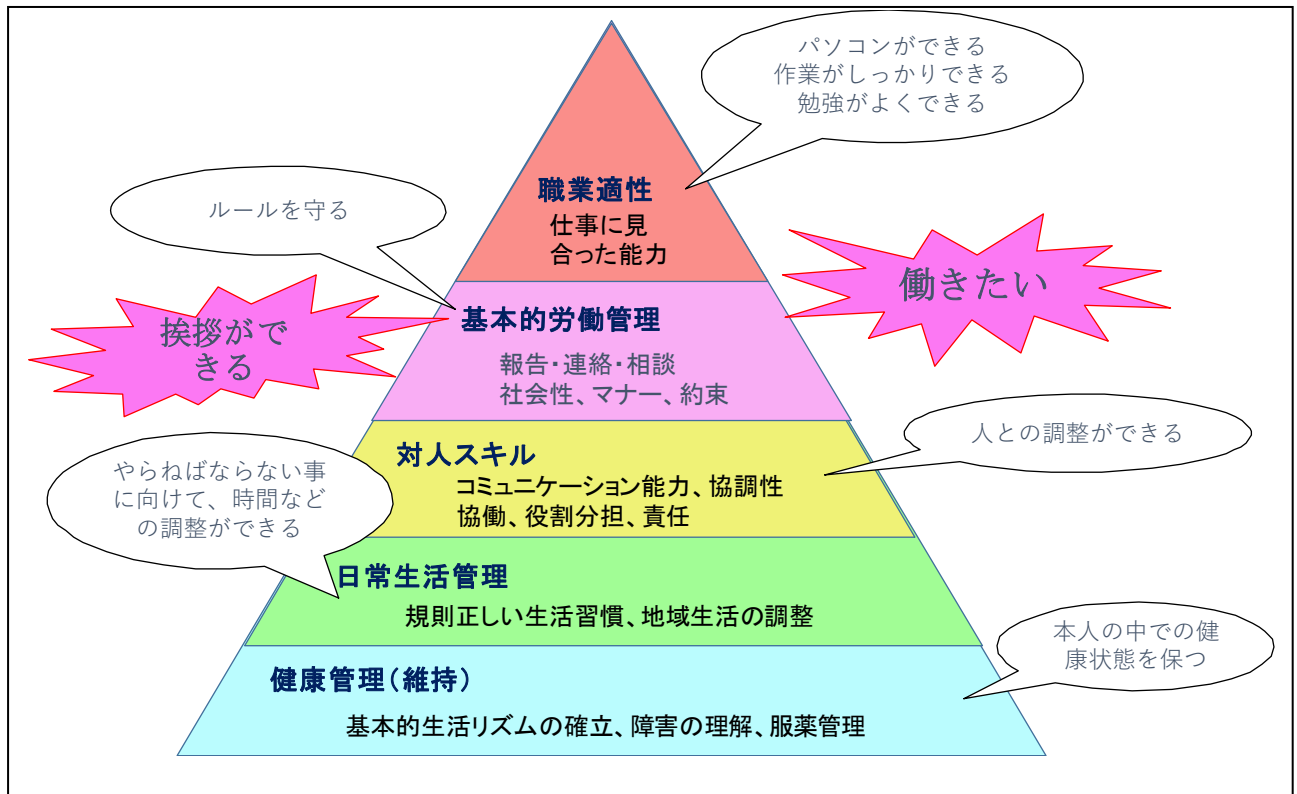 パソコンができる
作業がしっかりできる
勉強がよくできる
職業適性
仕事に見
合った能力
ルールを守る
働きたい
基本的労働管理
報告・連絡・相談
社会性、マナー、約束
挨拶がで
きる
対人スキル
コミュニケーション能力、協調性
協働、役割分担、責任
人との調整ができる
やらねばならない事
に向けて、時間など
の調整ができる
日常生活管理
規則正しい生活習慣、地域生活の調整
本人の中での健
康状態を保つ
健康管理（維持）
基本的生活リズムの確立、障害の理解、服薬管理